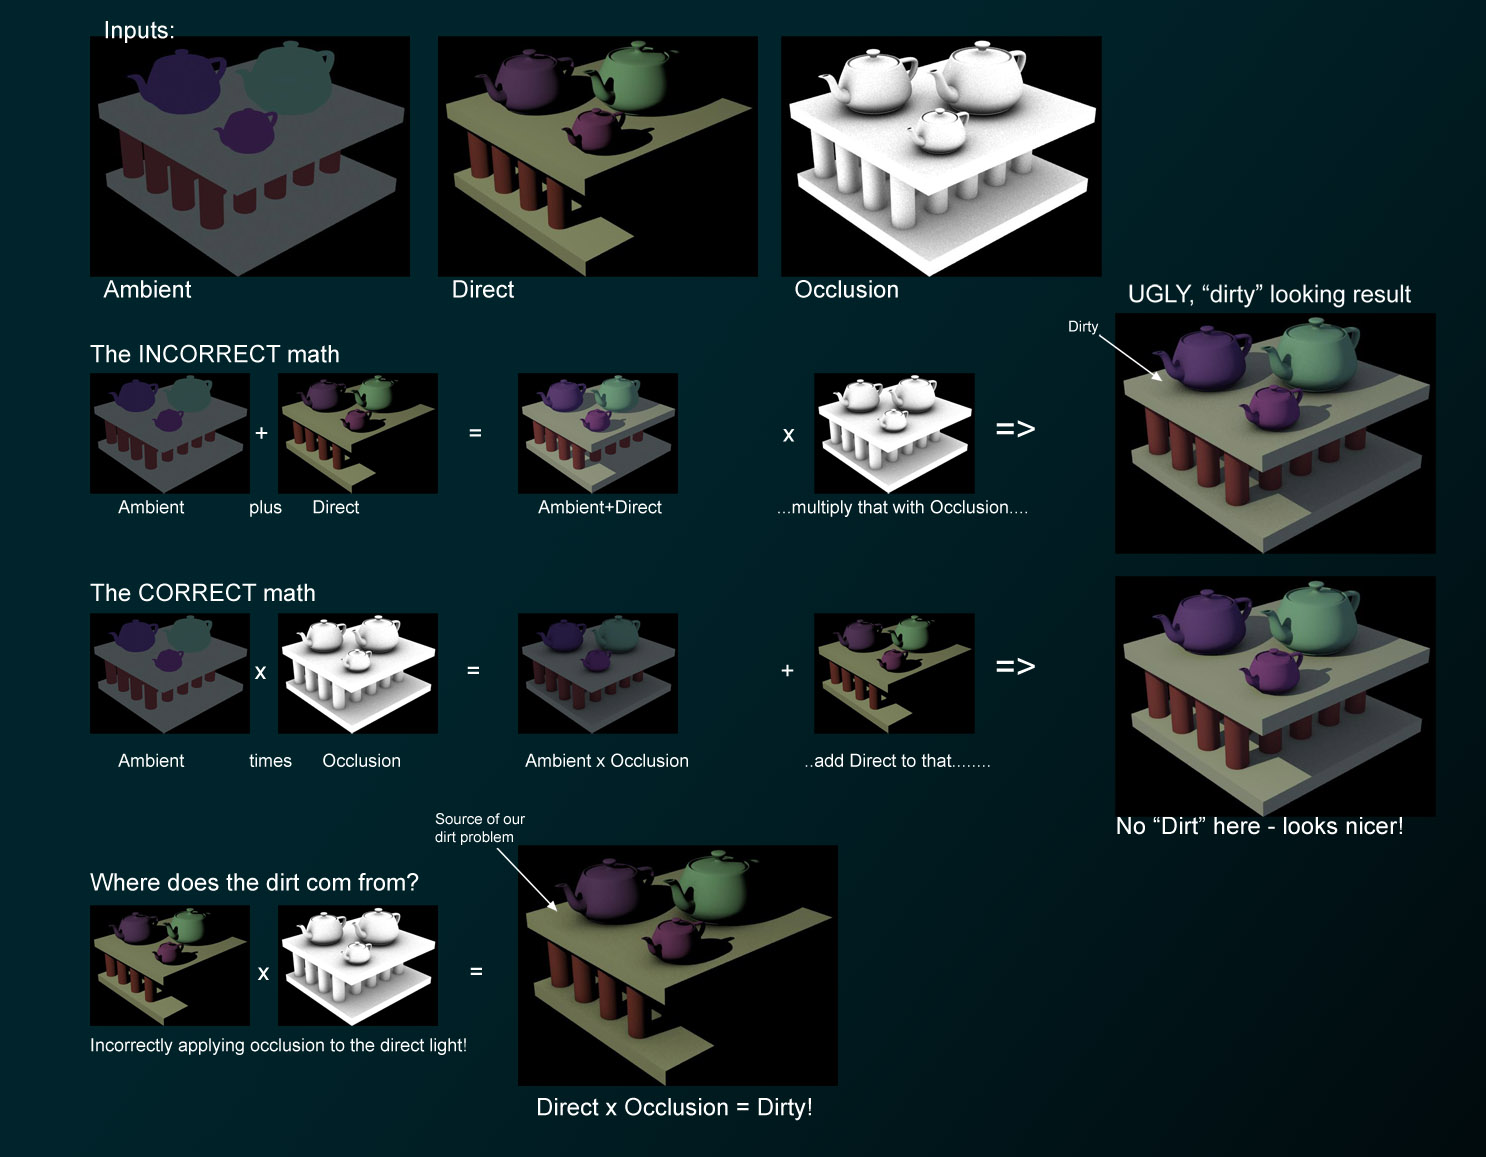 Inputs:
Ambient
Direct
Occlusion
UGLY, “dirty” looking result
Dirty
The INCORRECT math
+
=
x
=>
Ambient
plus
Direct
Ambient+Direct
...multiply that with Occlusion....
The CORRECT math
x
=
+
=>
Ambient
times
Occlusion
Ambient x Occlusion
..add Direct to that........
No “Dirt” here - looks nicer!
Source of our
dirt problem
Where does the dirt com from?
x
=
Incorrectly applying occlusion to the direct light!
Direct x Occlusion = Dirty!